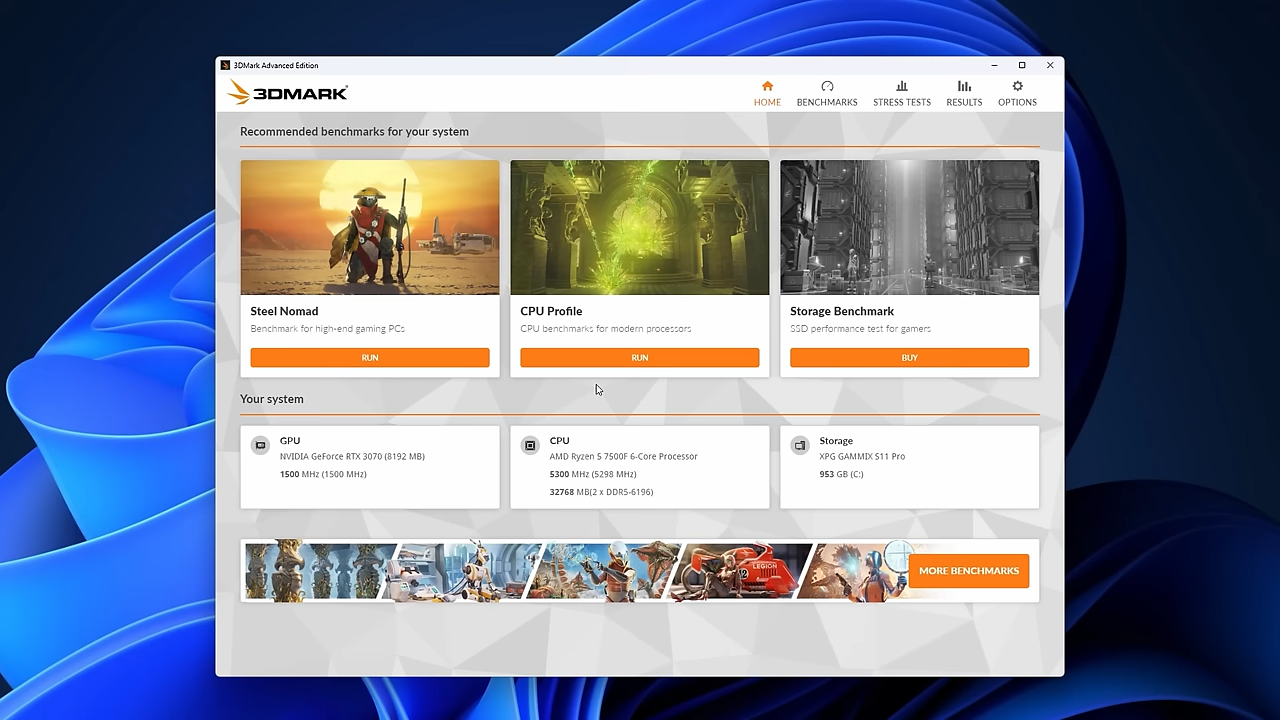 3DMark Advanced Edition
3DMARK
HOME
BENCHMARKS
STRESS TESTS
RESULTS
OPTIONS
Recommended benchmarks for your system
Steel Nomad
Benchmark for high-end gaming PCs
RUN
CPU Profile
CPU benchmarks for modern processors
RUN
Storage Benchmark
SSD performance test for gamers
BUY
Your system
GPU
NVIDIA GeForce RTX 3070 (8192 MB)
1500 MHz (1500 MHz)
CPU
AMD Ryzen 5 7500F 6-Core Processor
5300 MHz (5298 MHz)
32768 MB(2 x DDR5-6196)
Storage
XPG GAMMIX S11 Pro
953 GB (C:)
LEGION
12
MORE BENCHMARKS